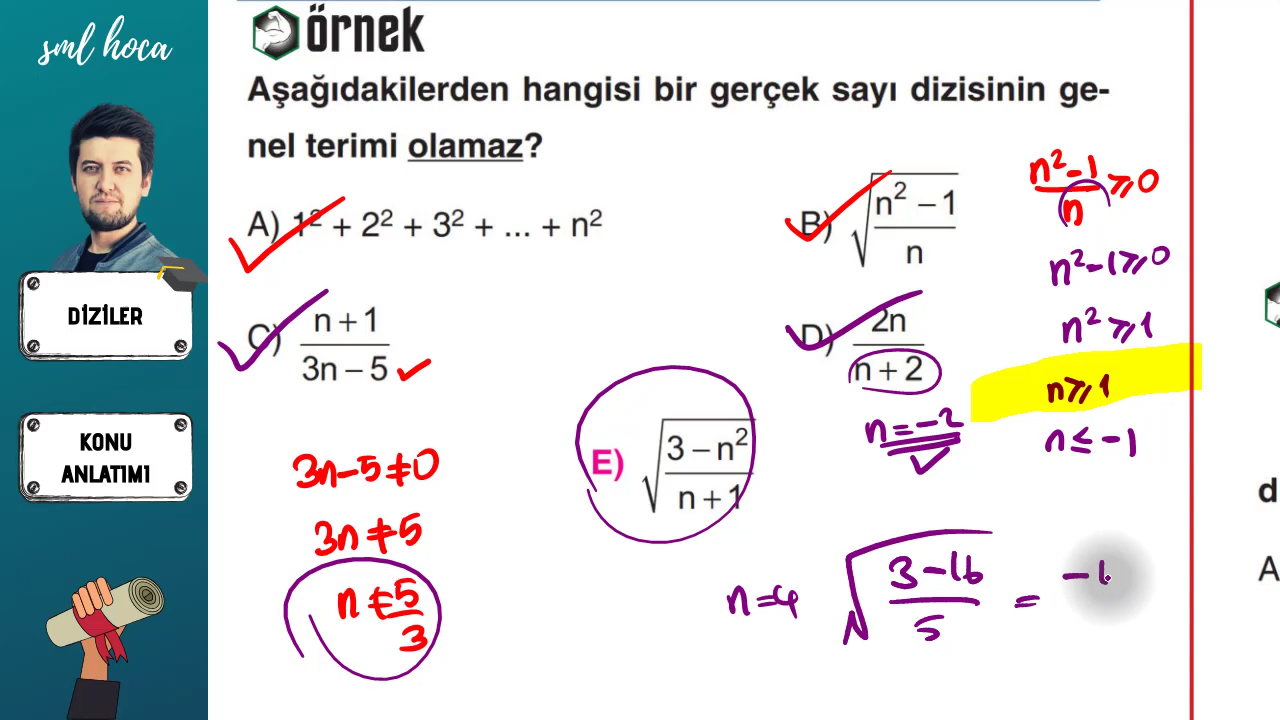 sml hoca
DİZİLER
KONU
ANLATIMI
örnek
Aşağıdakilerden hangisi bir gerçek sayı dizisinin ge-
nel terimi olamaz?
A) 1² + 2² + 3² + ... + n²
B) √((n² − 1)/n)
C) (n + 1)/(3n − 5)
D) 2n/(n + 2)
E) √((3 − n²)/(n + 1))
(n² − 1)/n ⩾ 0
n² − 1 ⩾ 0
n² ⩾ 1
n ⩾ 1
n ≤ −1
n = −2
3n − 5 ≠ 0
3n ≠ 5
n ≠ 5/3
n = 4 √((3 − 16)/5) = −1
d
A